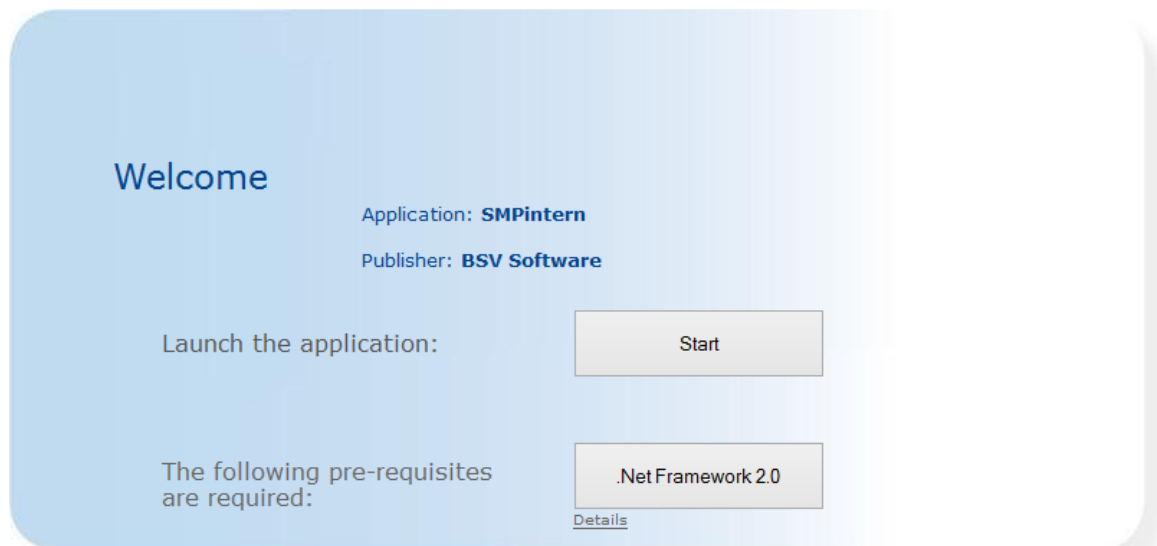 Welcome
Application: SMPintern
Publisher: BSV Software
Launch the application:
Start
The following pre-requisites
are required:
.Net Framework 2.0
Details